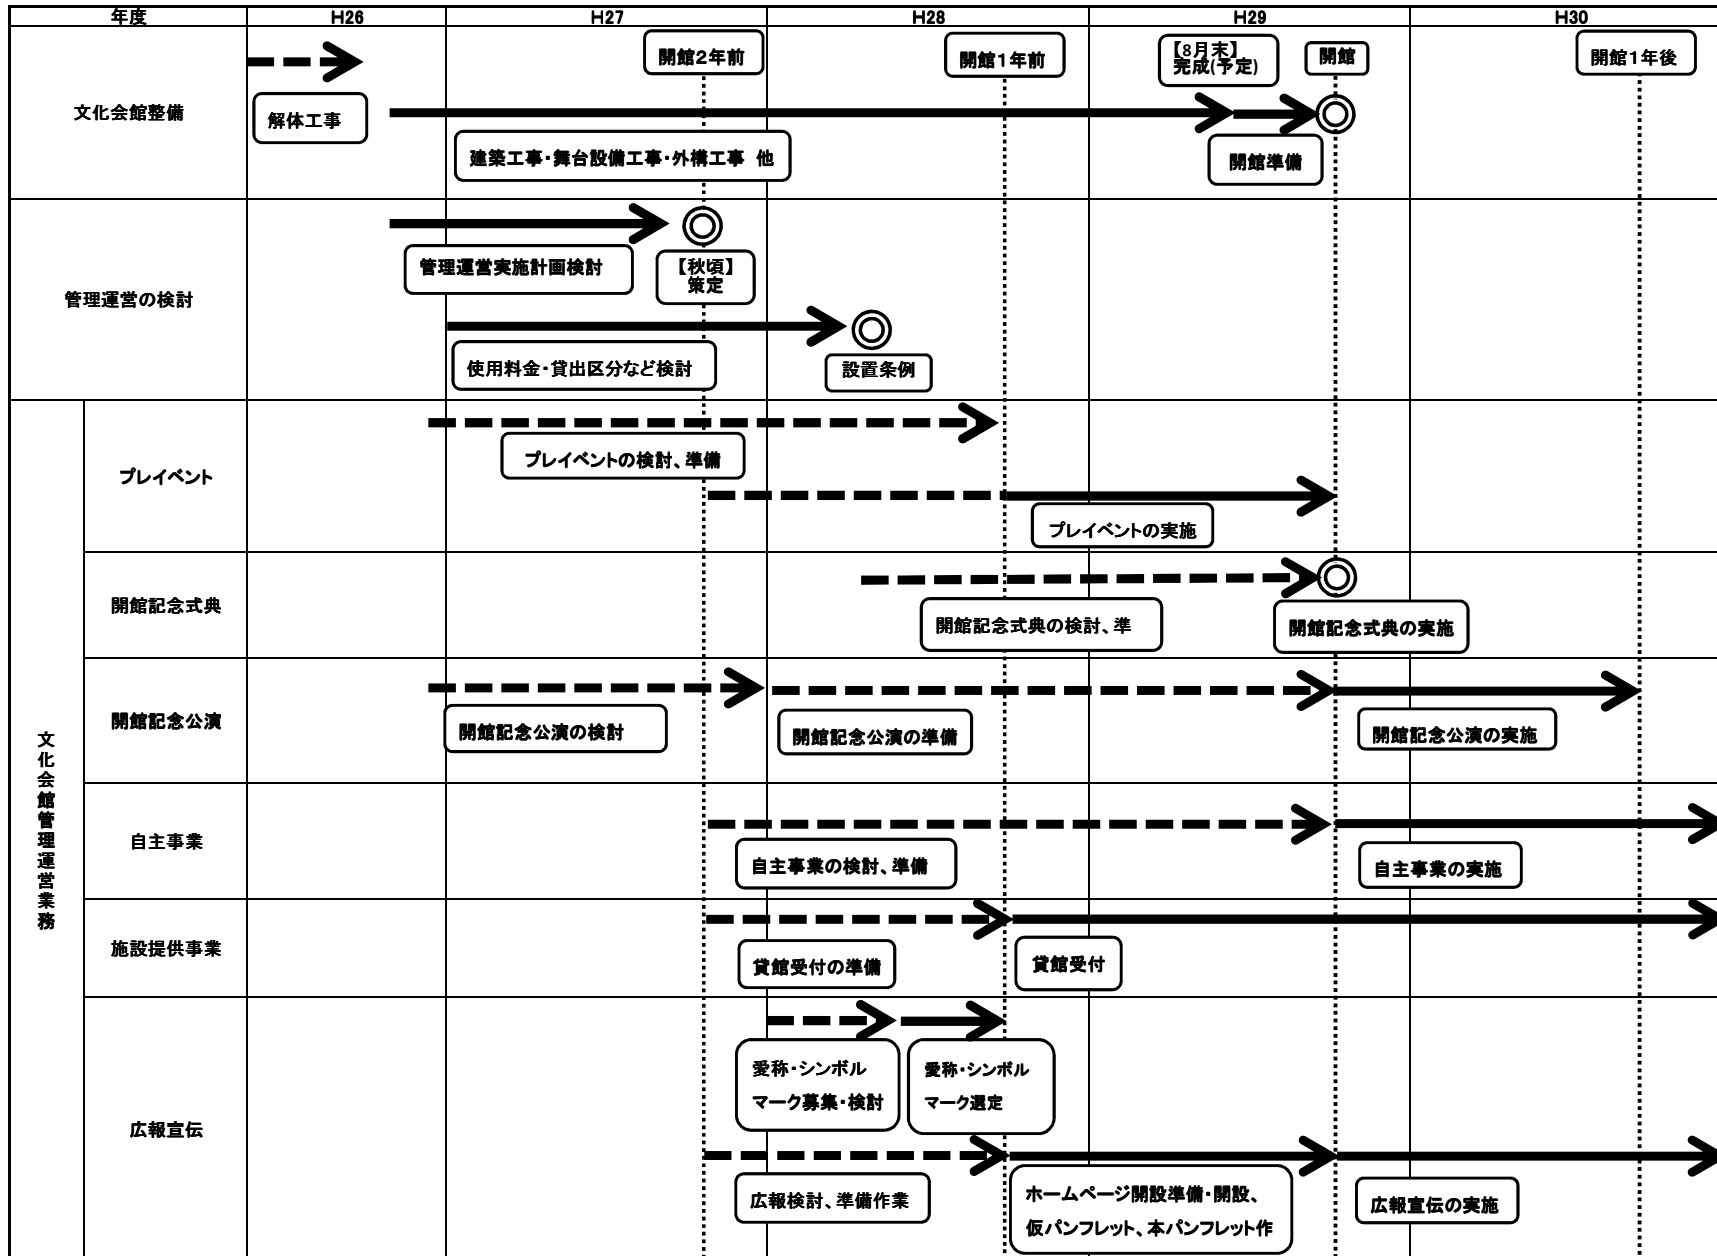 年度 H26 H27 H28 H29 H30
開館2年前
開館1年前
【8月末】
完成(予定)
開館
開館1年後
文化会館整備
解体工事
建築工事・舞台設備工事・外構工事 他
開館準備
管理運営の検討
管理運営実施計画検討
【秋頃】
策定
使用料金・貸出区分など検討
設置条例
文化会館管理運営業務
プレイベント
プレイベントの検討、準備
プレイベントの実施
開館記念式典
開館記念式典の検討、準
開館記念式典の実施
開館記念公演
開館記念公演の検討
開館記念公演の準備
開館記念公演の実施
自主事業
自主事業の検討、準備
自主事業の実施
施設提供事業
貸館受付の準備
貸館受付
広報宣伝
愛称・シンボル
マーク募集・検討
愛称・シンボル
マーク選定
広報検討、準備作業
ホームページ開設準備・開設、
仮パンフレット、本パンフレット作
広報宣伝の実施